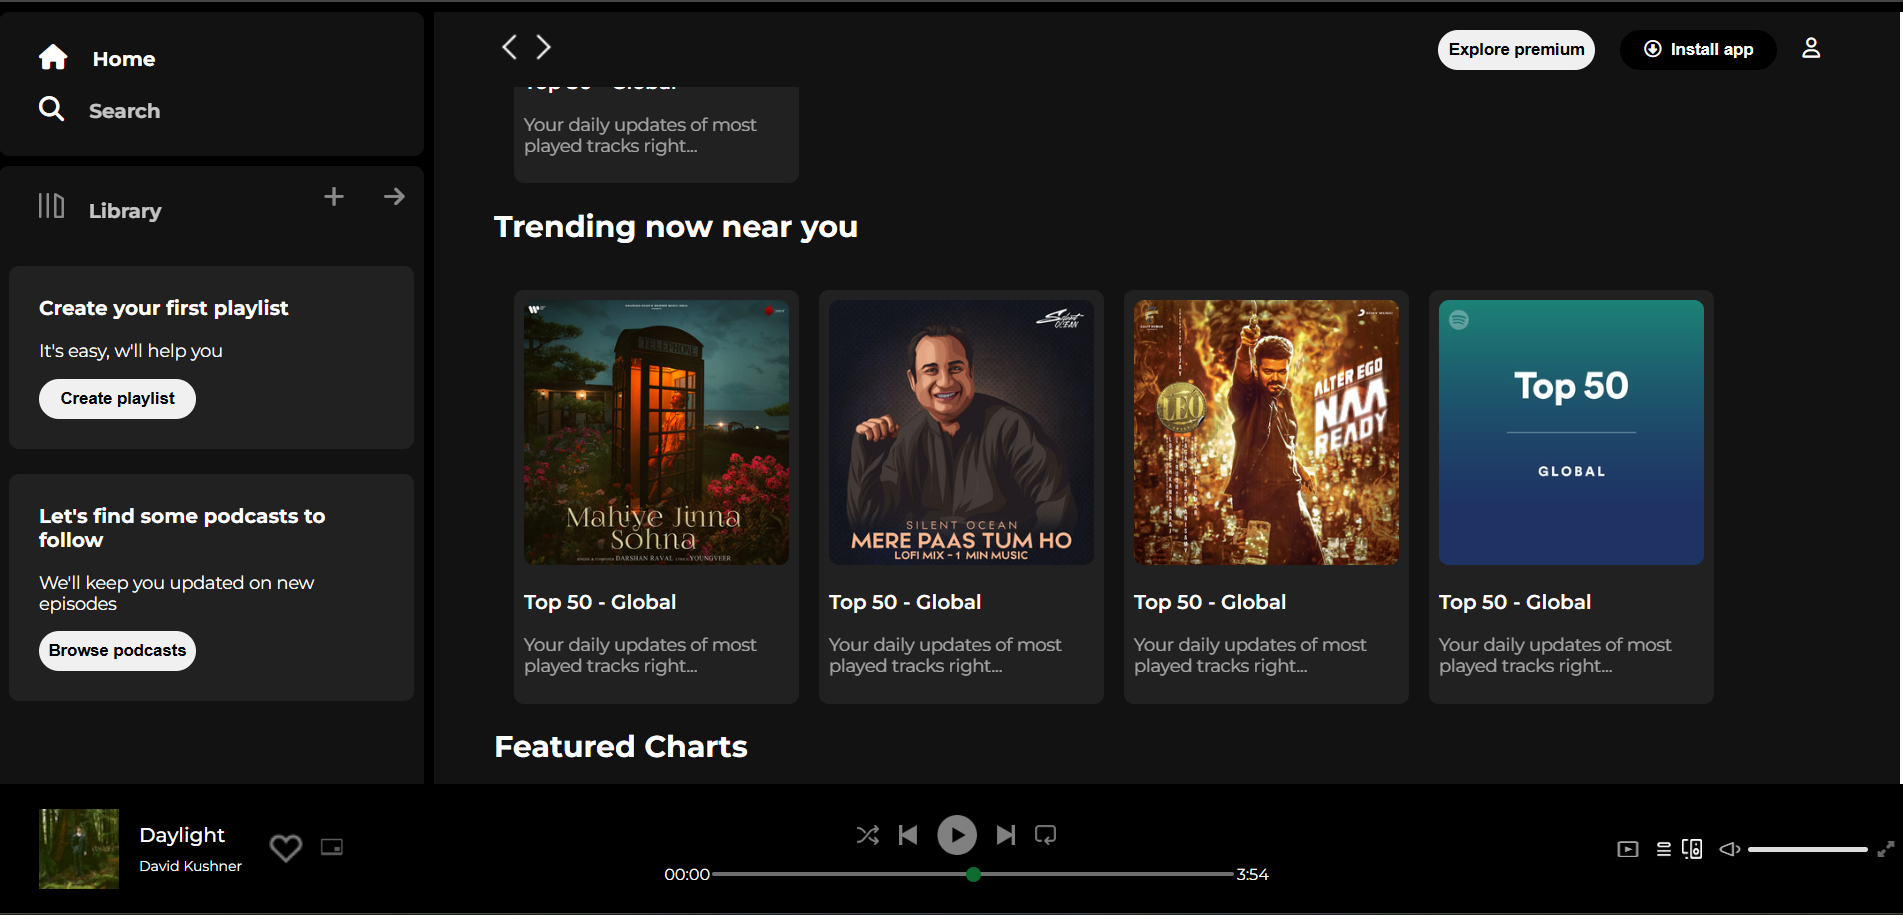 Home
Search
Library
Create your first playlist
It's easy, w'll help you
Create playlist
Let's find some podcasts to
follow
We'll keep you updated on new
episodes
Browse podcasts
Explore premium
Install app
Top 50 - Global
Your daily updates of most
played tracks right...
Trending now near you
TELEPHONE
Mahiye Jinna
Sohna
DARSHAN RAVAL
YOUNGVEER
Top 50 - Global
Your daily updates of most
played tracks right...
Silent
OCEAN
SILENT OCEAN
MERE PAAS TUM HO
LOFI MIX - 1 MIN MUSIC
Top 50 - Global
Your daily updates of most
played tracks right...
ALTER EGO
NAA
READY
LEO
Top 50 - Global
Your daily updates of most
played tracks right...
Top 50
GLOBAL
Top 50 - Global
Your daily updates of most
played tracks right...
Featured Charts
Daylight
David Kushner
00:00
3:54